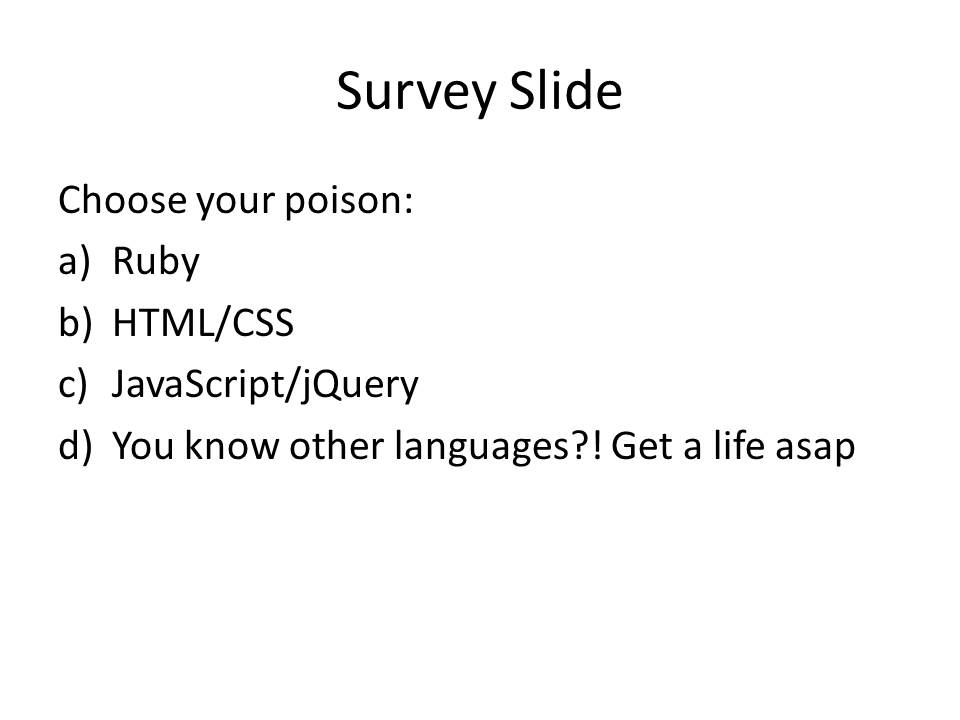 Survey Slide
Choose your poison:
a) Ruby
b) HTML/CSS
c) JavaScript/jQuery
d) You know other languages?! Get a life asap